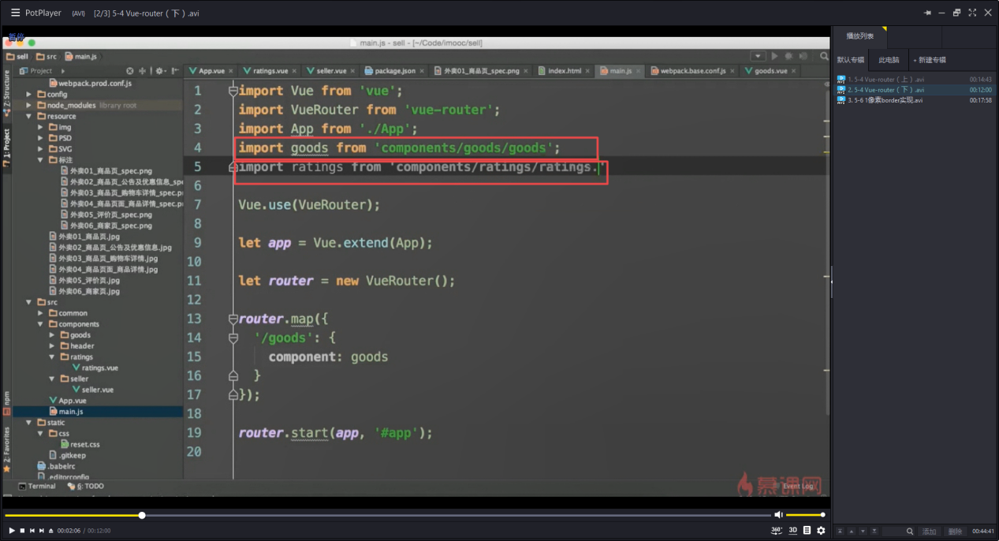 PotPlayer {AVI} [2/3] 5-4 Vue-router（下）.avi
暂停
main.js - sell - [~/Code/imooc/sell]
sell src main.js
Project
App.vue ratings.vue seller.vue package.json 外卖01_商品页_spec.png index.html main.js webpack.base.conf.js goods.vue
Z: Structure
1: Project
npm
2: Favorites
webpack.prod.conf.js
config
node_modules library root
resource
img
PSD
SVG
标注
外卖01_商品页_spec.png
外卖02_商品页_公告及优惠信息_spe
外卖03_商品页_购物车详情_spec.p
外卖04_商品页面_商品详情_spec.p
外卖05_评价页_spec.png
外卖06_商家页_spec.png
外卖01_商品页.jpg
外卖02_商品页_公告及优惠信息.jpg
外卖03_商品页_购物车详情.jpg
外卖04_商品页面_商品详情.jpg
外卖05_评价页.jpg
外卖06_商家页.jpg
src
common
components
goods
header
ratings
ratings.vue
seller
seller.vue
App.vue
main.js
static
css
reset.css
.gitkeep
.babelrc
.editorconfig
1 import Vue from 'vue';
2 import VueRouter from 'vue-router';
3 import App from './App';
4 import goods from 'components/goods/goods';
5 import ratings from 'components/ratings/ratings.'
6
7 Vue.use(VueRouter);
8
9 let app = Vue.extend(App);
10
11 let router = new VueRouter();
12
13 router.map({
14 '/goods': {
15 component: goods
16 }
17 });
18
19 router.start(app, '#app');
20
Terminal 6: TODO
Event Log
慕课网
00:02:06 / 00:12:00
360° 3D
播放列表
默认专辑 此电脑 + 新建专辑
1. 5-4 Vue-router（上）.avi 00:14:43
2. 5-4 Vue-router（下）.avi 00:12:00
3. 5-6 1像素border实现.avi 00:17:58
添加 删除 00:44:41